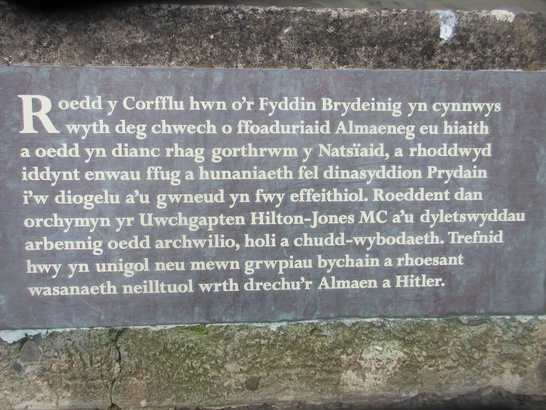 Roedd y Corfflu hwn o'r Fyddin Brydeinig yn cynnwys
wyth deg chwech o ffoaduriaid Almaeneg eu hiaith
a oedd yn dianc rhag gorthrwm y Natsïaid, a rhoddwyd
iddynt enwau ffug a hunaniaeth fel dinasyddion Prydain
i'w diogelu a'u gwneud yn fwy effeithiol. Roeddent dan
orchymyn yr Uwchgapten Hilton-Jones MC a'u dyletswyddau
arbennig oedd archwilio, holi a chudd-wybodaeth. Trefnid
hwy yn unigol neu mewn grwpiau bychain a rhoesant
wasanaeth neilltuol wrth drechu'r Almaen a Hitler.